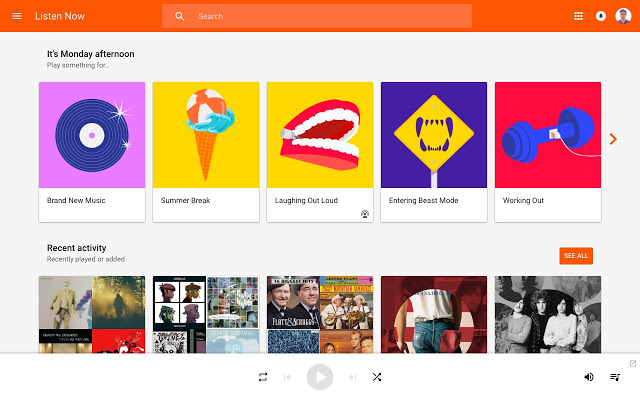 Listen Now
Search
It's Monday afternoon
Play something for...
Brand New Music
Summer Break
Laughing Out Loud
Entering Beast Mode
Working Out
Recent activity
Recently played or added
SEE ALL
16 BIGGEST HITS
FLATT & SCRUGGS